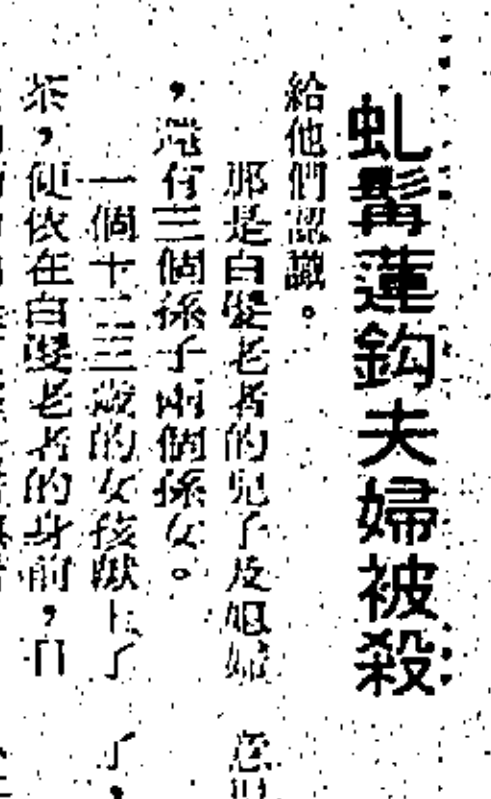 虬髯蓮鈎夫婦被殺
給他們認識。
那是白髮老者的兒子及媳婦
，還有三個孫子兩個孫女。
一個十二三歲的女孩獻上了
茶，便依在白髮老者的身前，